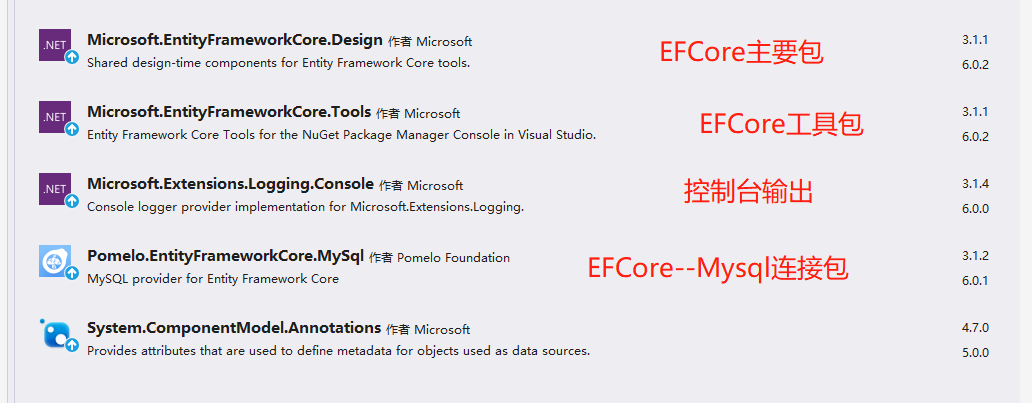 .NET Microsoft.EntityFrameworkCore.Design 作者 Microsoft EFCore主要包 3.1.1
Shared design-time components for Entity Framework Core tools. 6.0.2
.NET Microsoft.EntityFrameworkCore.Tools 作者 Microsoft EFCore工具包 3.1.1
Entity Framework Core Tools for the NuGet Package Manager Console in Visual Studio. 6.0.2
.NET Microsoft.Extensions.Logging.Console 作者 Microsoft 控制台输出 3.1.4
Console logger provider implementation for Microsoft.Extensions.Logging. 6.0.0
Pomelo.EntityFrameworkCore.MySql 作者 Pomelo Foundation EFCore--Mysql连接包 3.1.2
MySQL provider for Entity Framework Core 6.0.1
System.ComponentModel.Annotations 作者 Microsoft 4.7.0
Provides attributes that are used to define metadata for objects used as data sources. 5.0.0